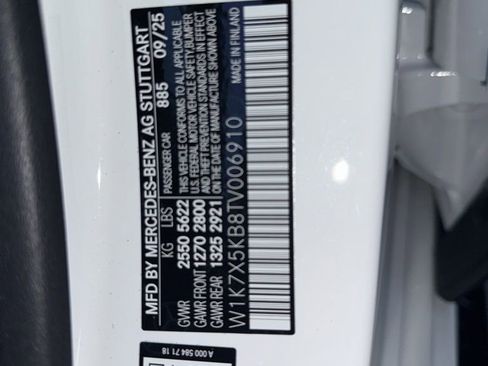 MFD BY MERCEDES-BENZ AG STUTTGART
KG LBS PASSENGER CAR 885 09/25
GVWR 2550 5622 THIS VEHICLE CONFORMS TO ALL APPLICABLE
GAWR FRONT 1270 2800 U.S. FEDERAL MOTOR VEHICLE SAFETY, BUMPER
AND THEFT PREVENTION STANDARDS IN EFFECT
GAWR REAR 1325 2921 ON THE DATE OF MANUFACTURE SHOWN ABOVE
W1K7X5KB8TV006910 MADE IN FINLAND
A 000 584 71 18